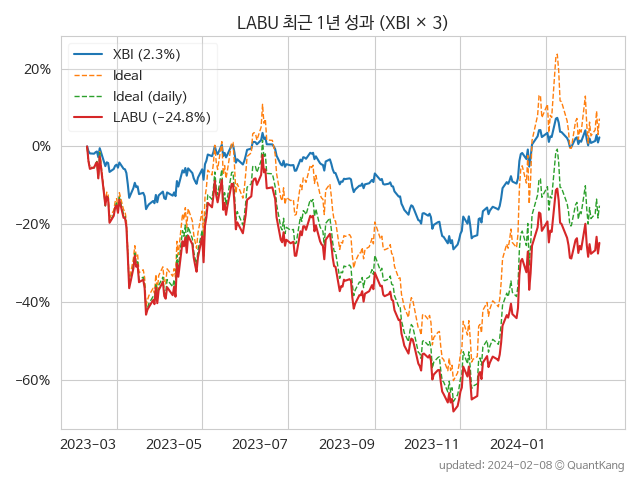 LABU 최근 1년 성과 (XBI × 3)
XBI (2.3%)
Ideal
Ideal (daily)
LABU (−24.8%)
20%
0%
−20%
−40%
−60%
2023-03 2023-05 2023-07 2023-09 2023-11 2024-01
updated: 2024-02-08 @ QuantKang